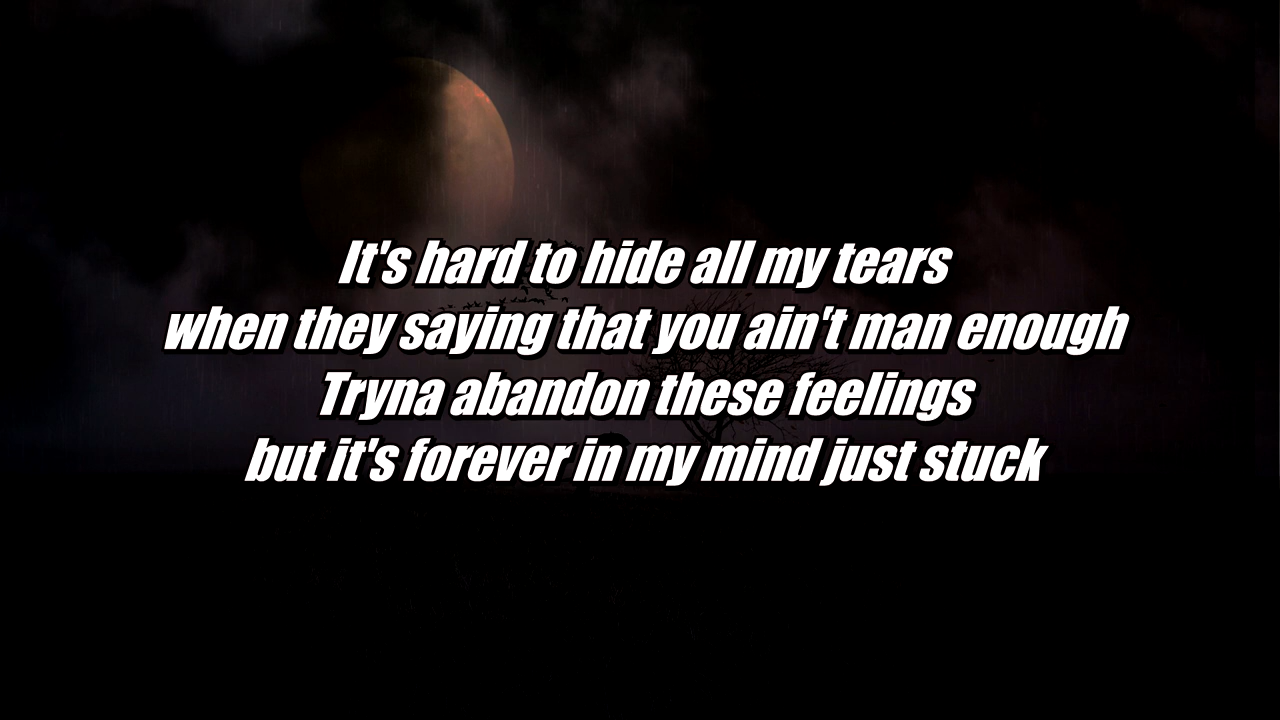 It's hard to hide all my tears
when they saying that you ain't man enough
Tryna abandon these feelings
but it's forever in my mind just stuck